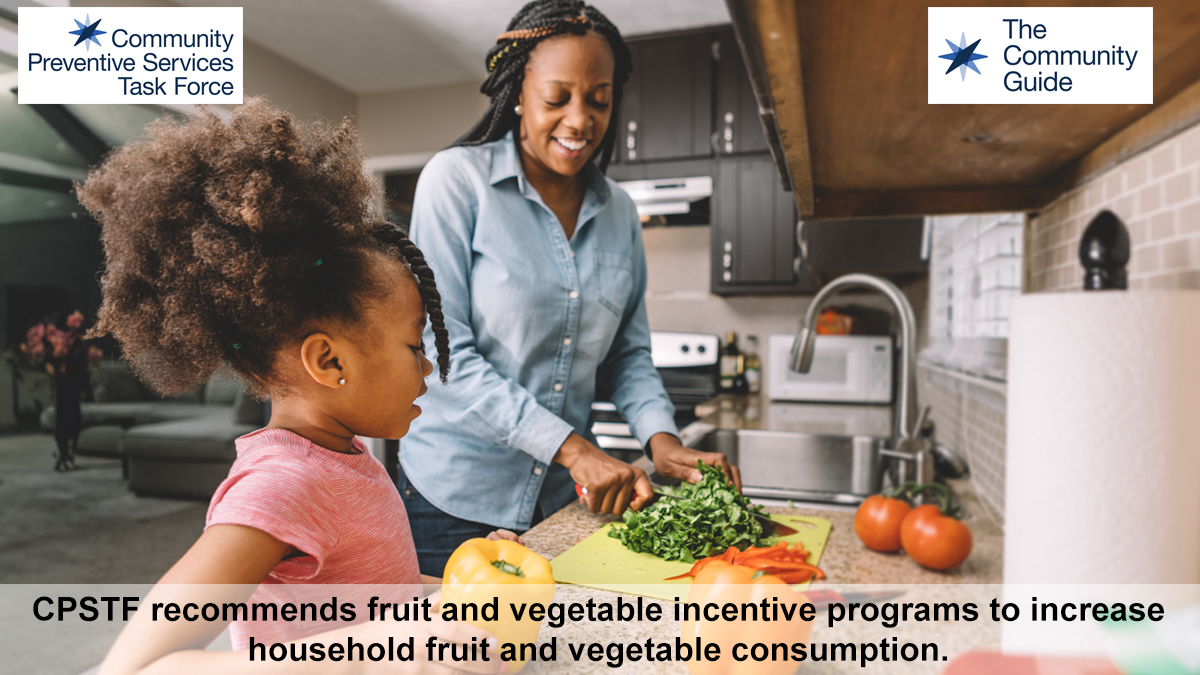 Community
Preventive Services
Task Force
The
Community
Guide
CPSTF recommends fruit and vegetable incentive programs to increase
household fruit and vegetable consumption.